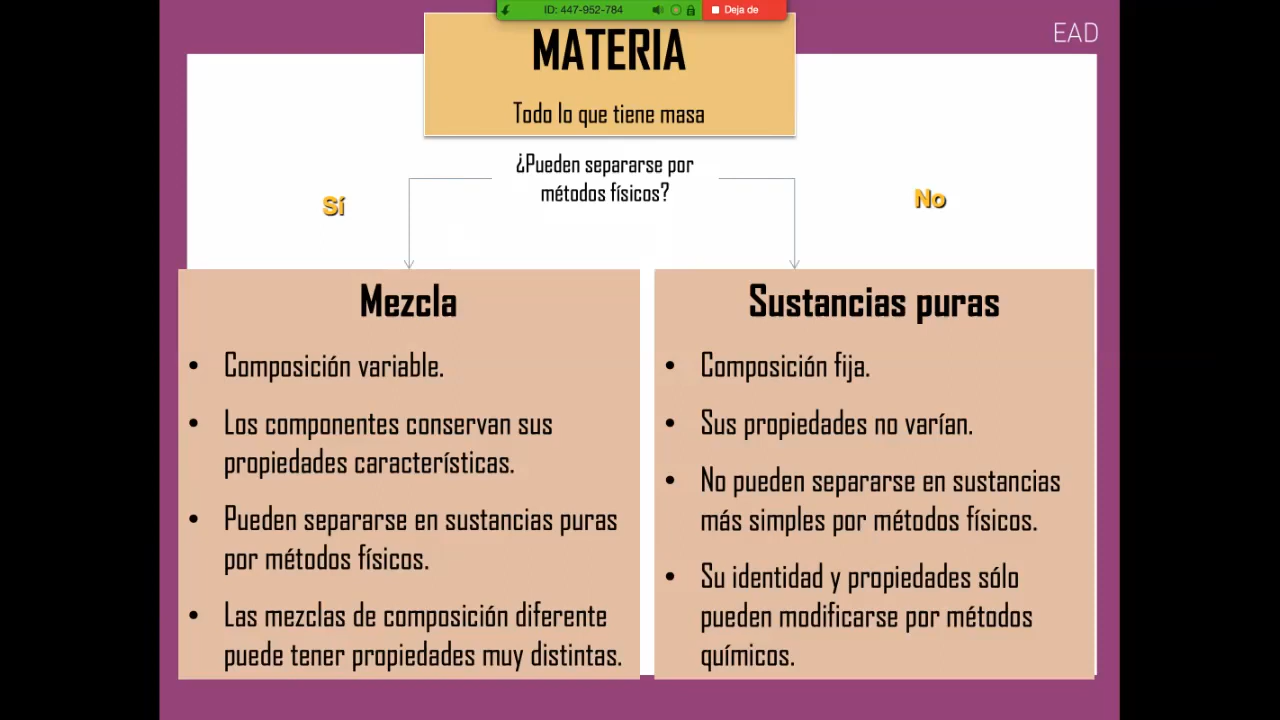 ID: 447-952-784
Deja de
EAD
MATERIA
Todo lo que tiene masa
¿Pueden separarse por
métodos físicos?
Sí
No
Mezcla
• Composición variable.
• Los componentes conservan sus
propiedades características.
• Pueden separarse en sustancias puras
por métodos físicos.
• Las mezclas de composición diferente
puede tener propiedades muy distintas.
Sustancias puras
• Composición fija.
• Sus propiedades no varían.
• No pueden separarse en sustancias
más simples por métodos físicos.
• Su identidad y propiedades sólo
pueden modificarse por métodos
químicos.